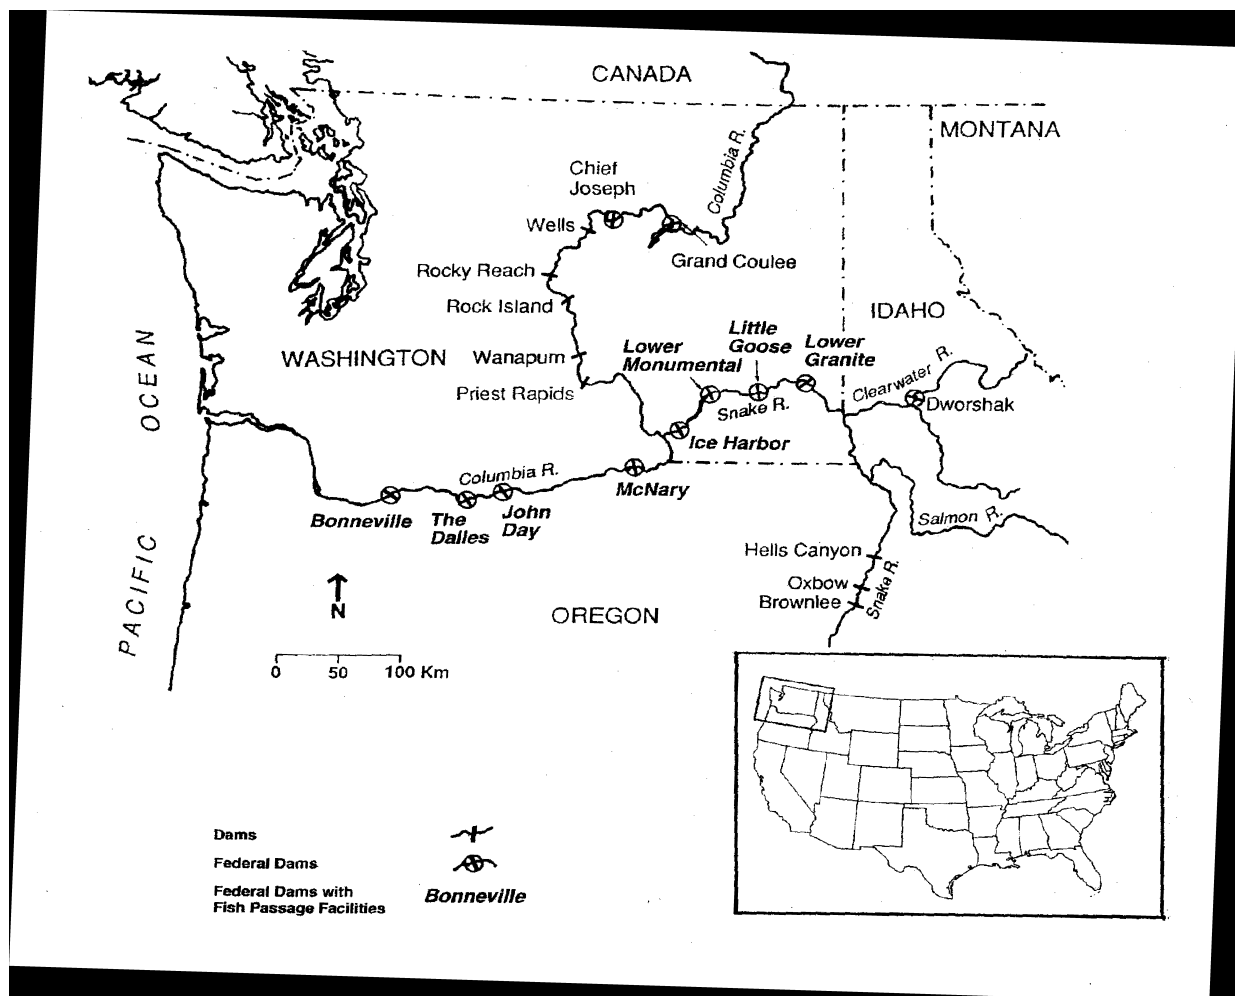 CANADA
MONTANA
Columbia R.
Chief
Joseph
Wells
Grand Coulee
Rocky Reach
Rock Island
IDAHO
WASHINGTON
Wanapum
Priest Rapids
Lower
Monumental
Little
Goose
Lower
Granite
Clearwater R.
Dworshak
Snake R.
Ice Harbor
PACIFIC OCEAN
Columbia R.
McNary
Bonneville
The
Dalles
John
Day
Salmon R.
Hells Canyon
Oxbow
Brownlee
Snake R.
N
OREGON
0 50 100 Km
Dams
Federal Dams
Federal Dams with
Fish Passage Facilities
Bonneville